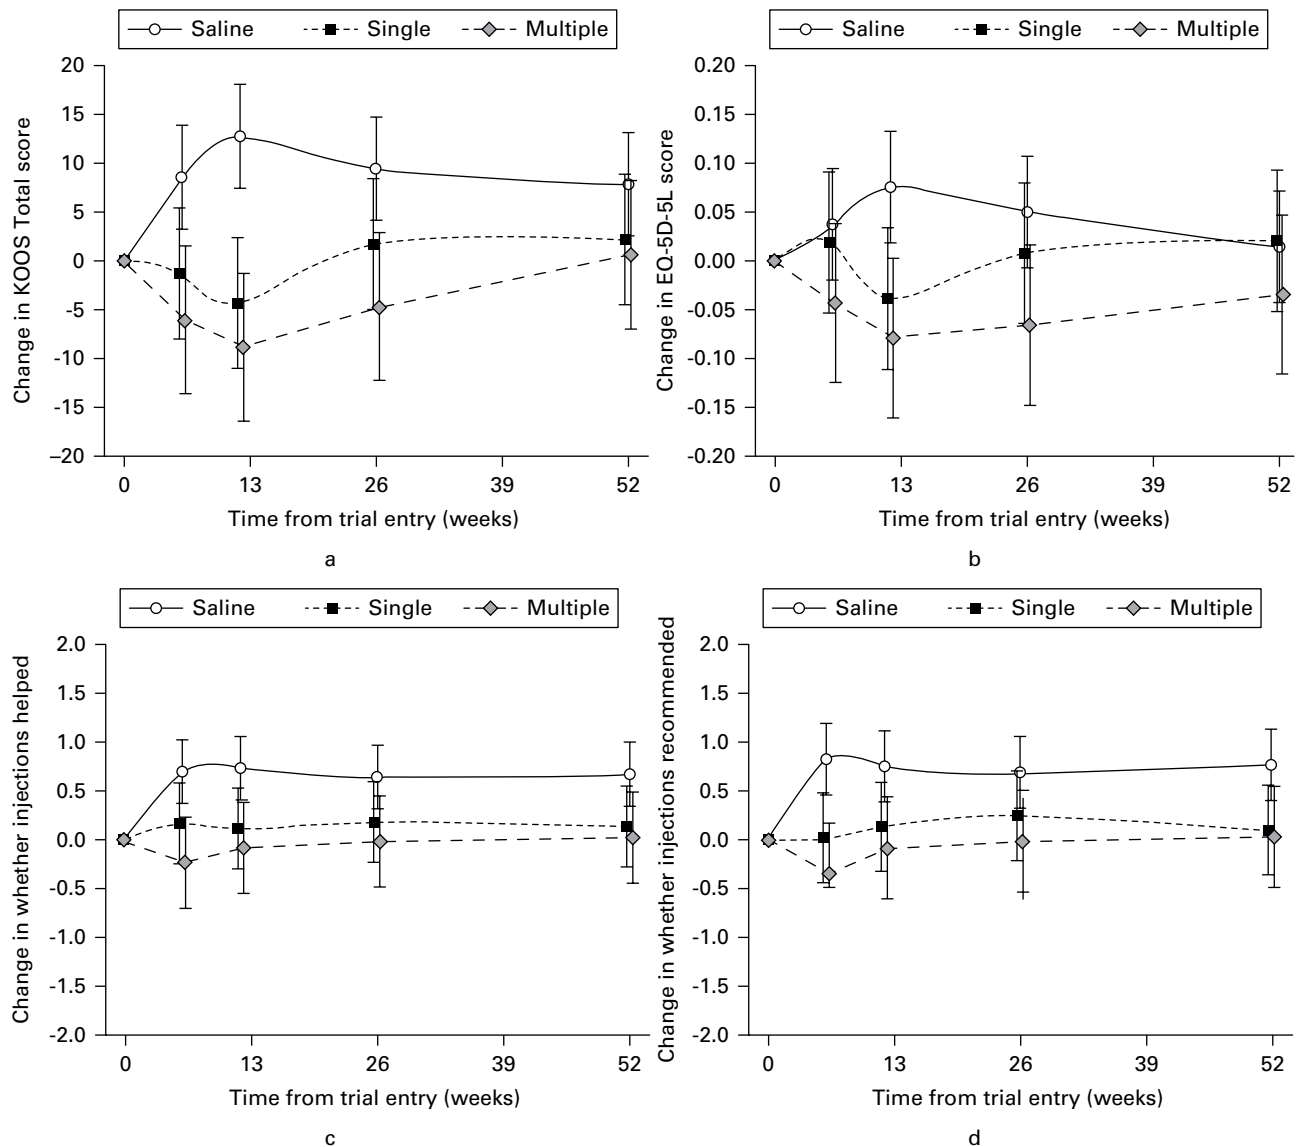 Saline Single Multiple
Change in KOOS Total score
20
15
10
5
0
-5
-10
-15
–20
0 13 26 39 52
Time from trial entry (weeks)
a
Saline Single Multiple
Change in EQ-5D-5L score
0.20
0.15
0.10
0.05
0.00
-0.05
-0.10
-0.15
-0.20
0 13 26 39 52
Time from trial entry (weeks)
b
Saline Single Multiple
Change in whether injections helped
2.0
1.5
1.0
0.5
0.0
-0.5
-1.0
-1.5
-2.0
0 13 26 39 52
Time from trial entry (weeks)
c
Saline Single Multiple
Change in whether injections recommended
2.0
1.5
1.0
0.5
0.0
-0.5
-1.0
-1.5
-2.0
0 13 26 39 52
Time from trial entry (weeks)
d